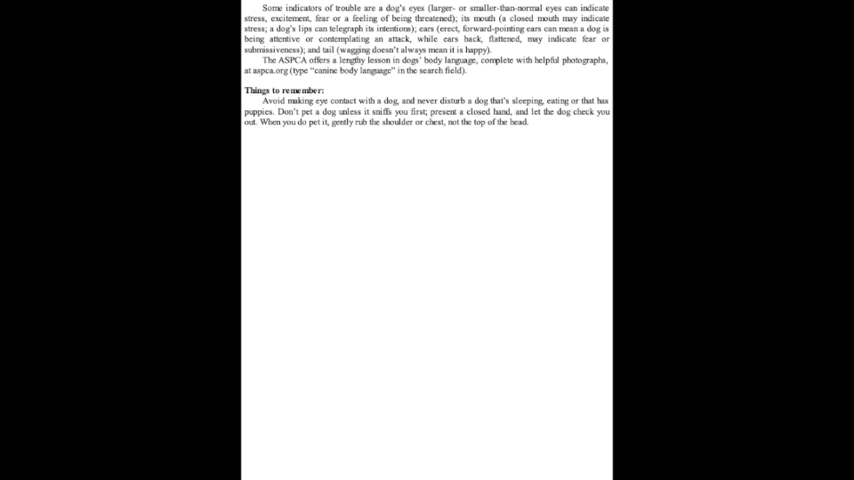 Some indicators of trouble are a dog's eyes (larger- or smaller-than-normal eyes can indicate
stress, excitement, fear or a feeling of being threatened); its mouth (a closed mouth may indicate
stress; a dog's lips can telegraph its intentions); ears (erect, forward-pointing ears can mean a dog is
being attentive or contemplating an attack, while ears back, flattened, may indicate fear or
submissiveness); and tail (wagging doesn't always mean it is happy).
The ASPCA offers a lengthy lesson in dogs' body language, complete with helpful photographs,
at aspca.org (type “canine body language” in the search field).
Things to remember:
Avoid making eye contact with a dog, and never disturb a dog that's sleeping, eating or that has
puppies. Don't pet a dog unless it sniffs you first; present a closed hand, and let the dog check you
out. When you do pet it, gently rub the shoulder or chest, not the top of the head.